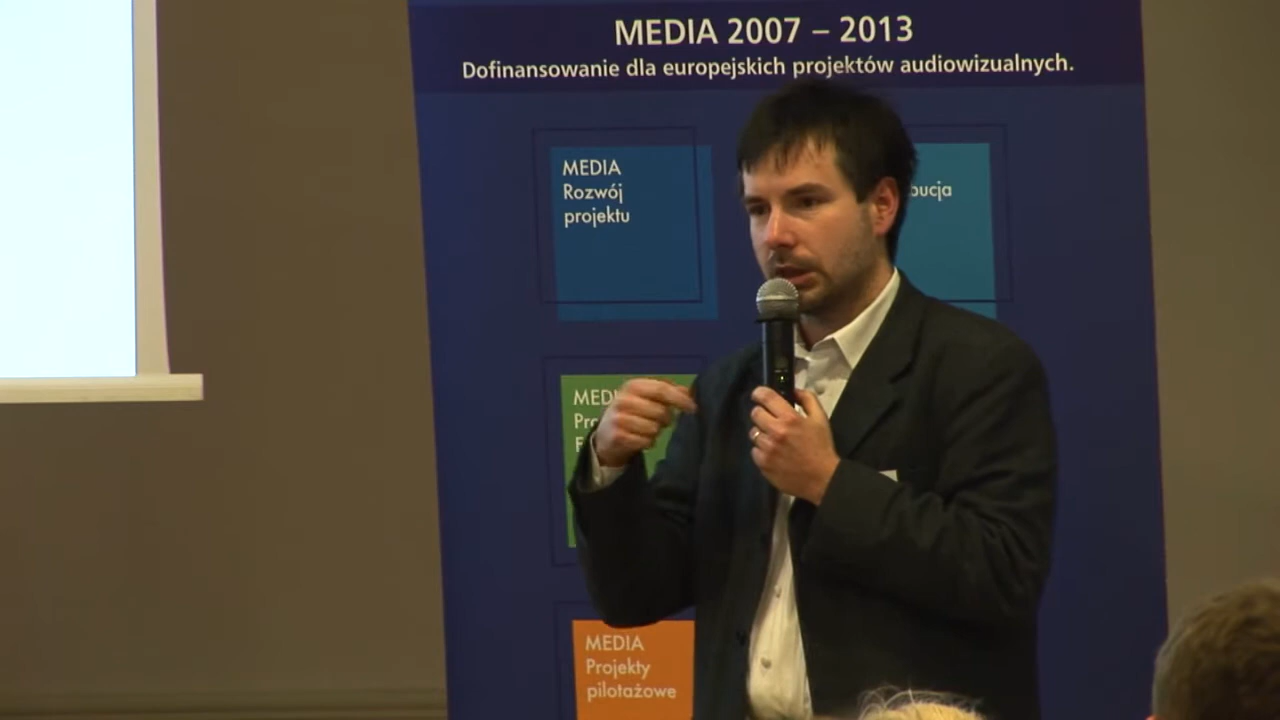 MEDIA 2007 – 2013
Dofinansowanie dla europejskich projektów audiowizualnych.
MEDIA
Rozwój
projektu
MEDIA
Projekty
pilotażowe